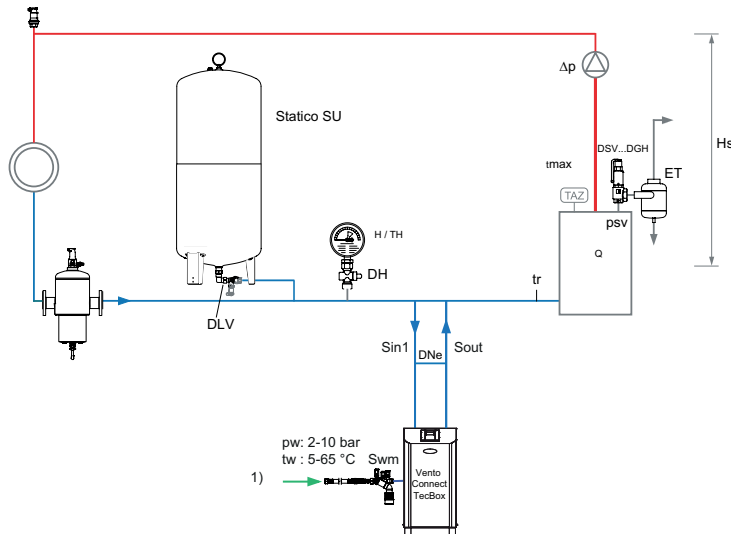 Δp
Statico SU
Hs
DSV...DGH
tmax
ET
TAZ
psv
H / TH
DH
Q
tr
DLV
Sin1
Sout
DNe
pw: 2-10 bar
tw : 5-65 °C
Swm
1)
Vento
Connect
TecBox